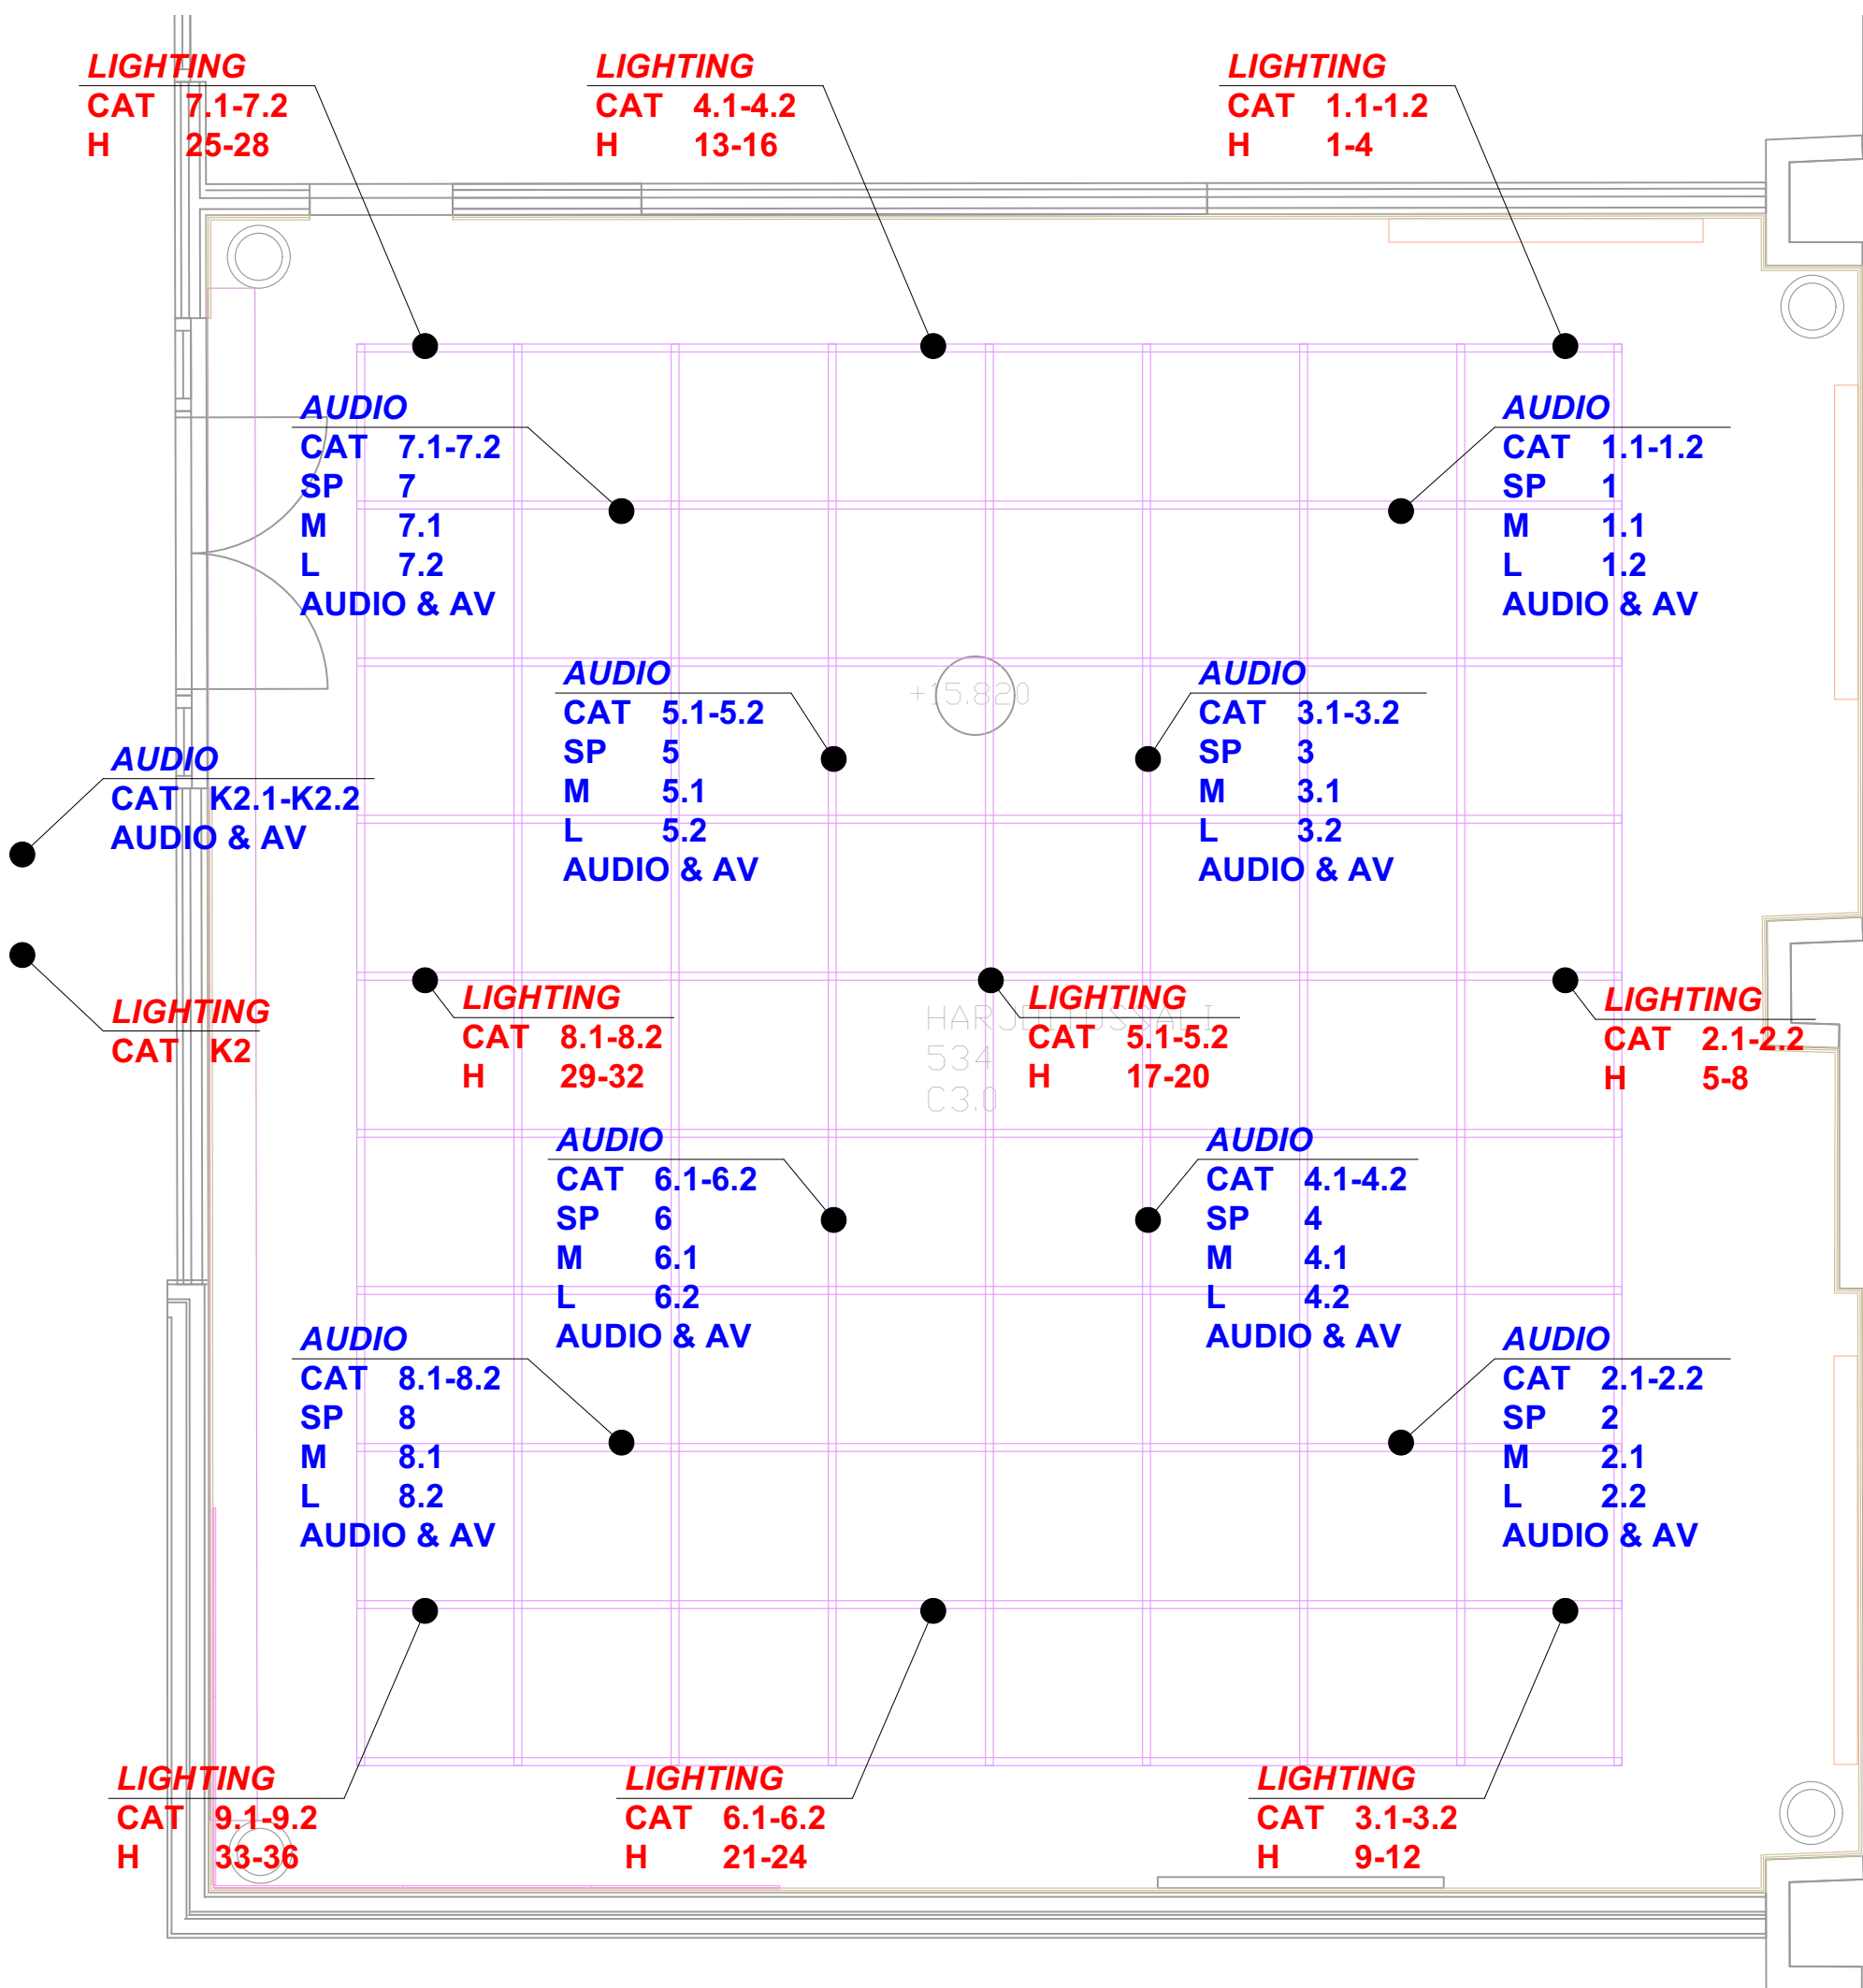 LIGHTING
CAT 7.1-7.2
H 25-28
LIGHTING
CAT 4.1-4.2
H 13-16
LIGHTING
CAT 1.1-1.2
H 1-4
AUDIO
CAT 7.1-7.2
SP 7
M 7.1
L 7.2
AUDIO & AV
AUDIO
CAT 1.1-1.2
SP 1
M 1.1
L 1.2
AUDIO & AV
AUDIO
CAT 5.1-5.2
SP 5
M 5.1
L 5.2
AUDIO & AV
+15.820
AUDIO
CAT 3.1-3.2
SP 3
M 3.1
L 3.2
AUDIO & AV
AUDIO
CAT K2.1-K2.2
AUDIO & AV
LIGHTING
CAT K2
LIGHTING
CAT 8.1-8.2
H 29-32
HARJOITUSSALI
534
C3.0
LIGHTING
CAT 5.1-5.2
H 17-20
LIGHTING
CAT 2.1-2.2
H 5-8
AUDIO
CAT 6.1-6.2
SP 6
M 6.1
L 6.2
AUDIO & AV
AUDIO
CAT 4.1-4.2
SP 4
M 4.1
L 4.2
AUDIO & AV
AUDIO
CAT 8.1-8.2
SP 8
M 8.1
L 8.2
AUDIO & AV
AUDIO
CAT 2.1-2.2
SP 2
M 2.1
L 2.2
AUDIO & AV
LIGHTING
CAT 9.1-9.2
H 33-36
LIGHTING
CAT 6.1-6.2
H 21-24
LIGHTING
CAT 3.1-3.2
H 9-12